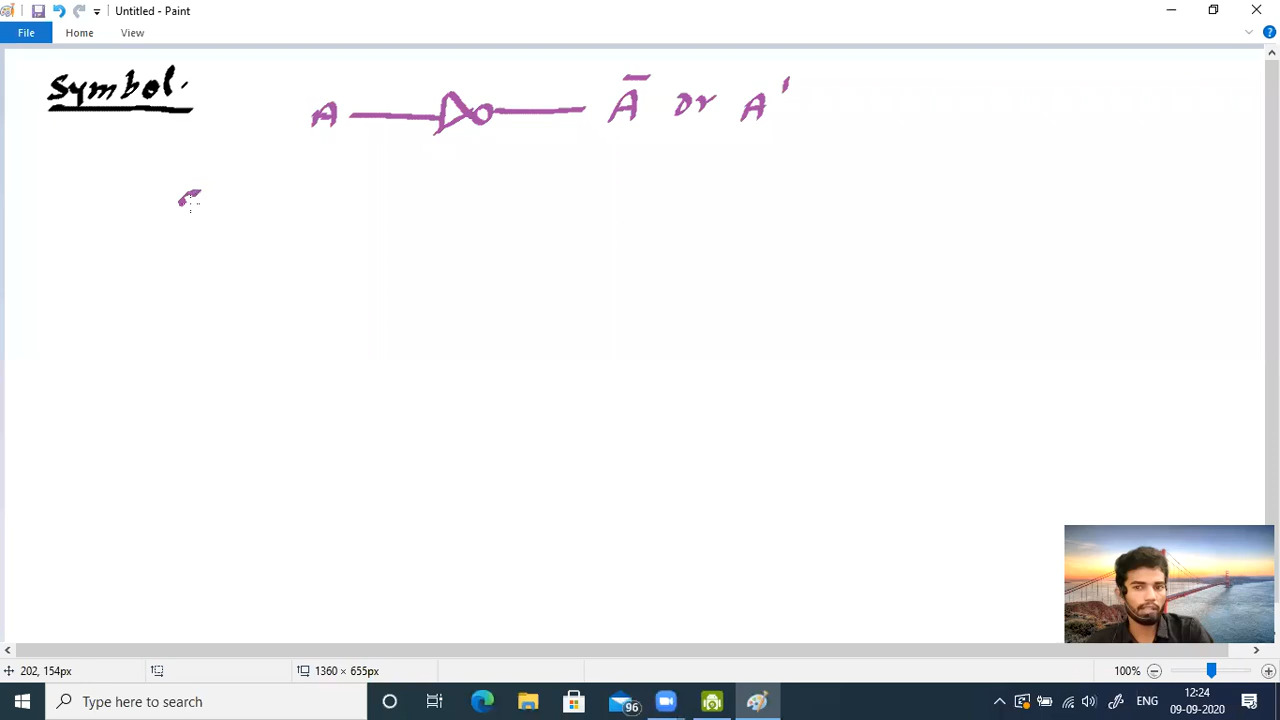 Untitled - Paint
File Home View
Symbol.
A Ā or A'
202, 154px 1360 × 655px 100%
Type here to search
96
ENG
12:24
09-09-2020